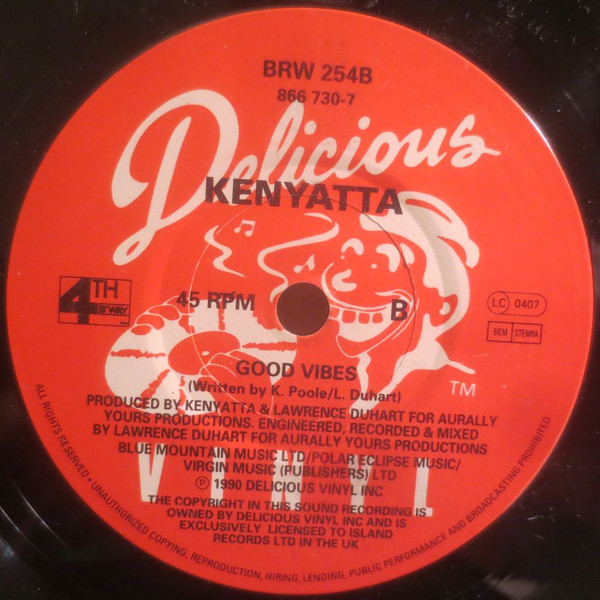 BRW 254B
866 730-7
Delicious
KENYATTA
4TH
B'WAY
45 RPM
B
LC 0407
BIEM STEMRA
GOOD VIBES
TM
(Written by K. Poole/L. Duhart)
PRODUCED BY KENYATTA & LAWRENCE DUHART FOR AURALLY
YOURS PRODUCTIONS. ENGINEERED, RECORDED & MIXED
BY LAWRENCE DUHART FOR AURALLY YOURS PRODUCTIONS
BLUE MOUNTAIN MUSIC LTD/POLAR ECLIPSE MUSIC/
VIRGIN MUSIC (PUBLISHERS) LTD
VINYL
℗ 1990 DELICIOUS VINYL INC
THE COPYRIGHT IN THIS SOUND RECORDING IS
OWNED BY DELICIOUS VINYL INC AND IS
EXCLUSIVELY LICENSED TO ISLAND
RECORDS LTD IN THE UK
ALL RIGHTS RESERVED • UNAUTHORIZED COPYING, REPRODUCTION, HIRING, LENDING, PUBLIC PERFORMANCE AND BROADCASTING PROHIBITED